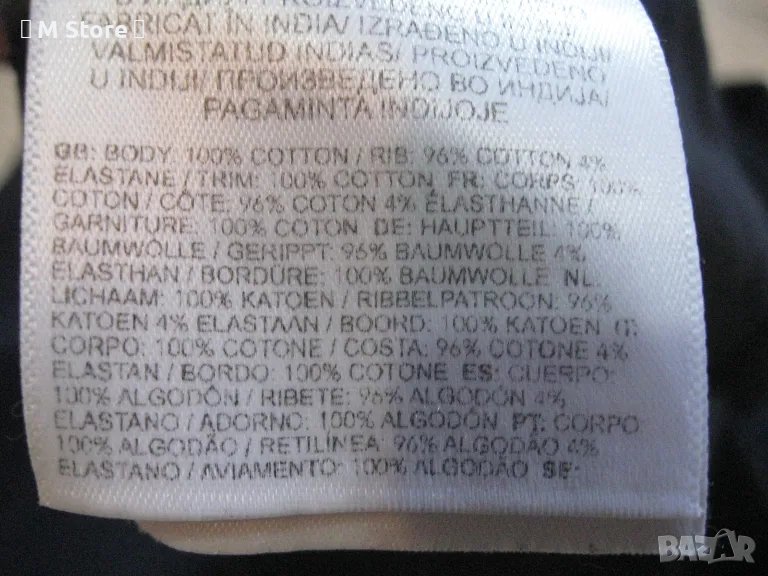 M Store
FABRICAT ÎN INDIA/ IZRAĐENO U INDIJI/
VALMISTATUD INDIAS/ PROIZVEDENO
U INDIJI/ ПРОИЗВЕДЕНО ВО ИНДИЈА/
PAGAMINTA INDIJOJE
GB: BODY: 100% COTTON / RIB: 96% COTTON 4%
ELASTANE / TRIM: 100% COTTON FR: CORPS: 100%
COTON / CÔTE: 96% COTON 4% ÉLASTHANNE /
GARNITURE: 100% COTON DE: HAUPTTEIL: 100%
BAUMWOLLE / GERIPPT: 96% BAUMWOLLE 4%
ELASTHAN / BORDÜRE: 100% BAUMWOLLE NL:
LICHAAM: 100% KATOEN / RIBBELPATROON: 96%
KATOEN 4% ELASTAAN / BOORD: 100% KATOEN IT:
CORPO: 100% COTONE / COSTA: 96% COTONE 4%
ELASTAN / BORDO: 100% COTONE ES: CUERPO:
100% ALGODÓN / RIBETE: 96% ALGODÓN 4%
ELASTANO / ADORNO: 100% ALGODÓN PT: CORPO:
100% ALGODÃO / RETILÍNEA: 96% ALGODÃO 4%
ELASTANO / AVIAMENTO: 100% ALGODÃO SE:
BAZAR